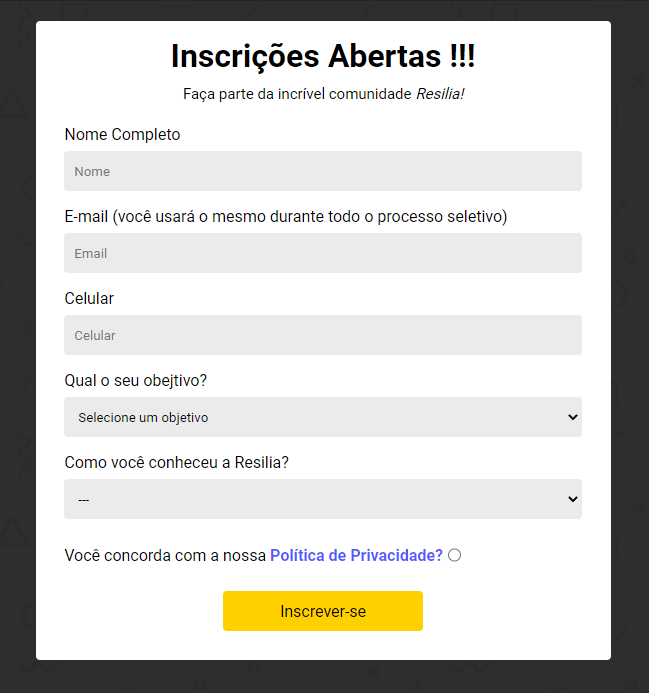 Inscrições Abertas !!!
Faça parte da incrível comunidade Resilia!
Nome Completo
Nome
E-mail (você usará o mesmo durante todo o processo seletivo)
Email
Celular
Celular
Qual o seu obejtivo?
Selecione um objetivo
Como você conheceu a Resilia?
---
Você concorda com a nossa Política de Privacidade?
Inscrever-se